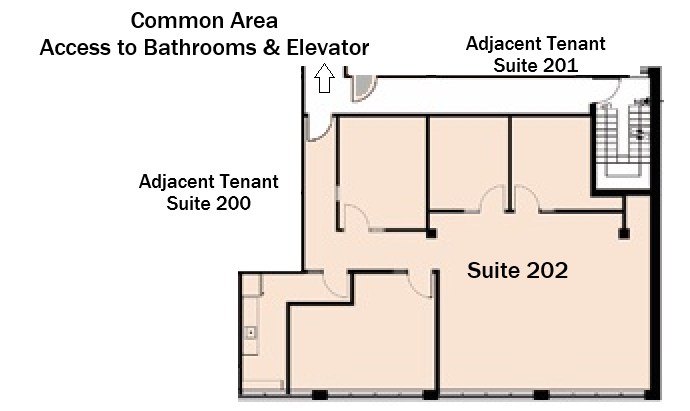 Common Area
Access to Bathrooms & Elevator
Adjacent Tenant
Suite 201
Adjacent Tenant
Suite 200
Suite 202